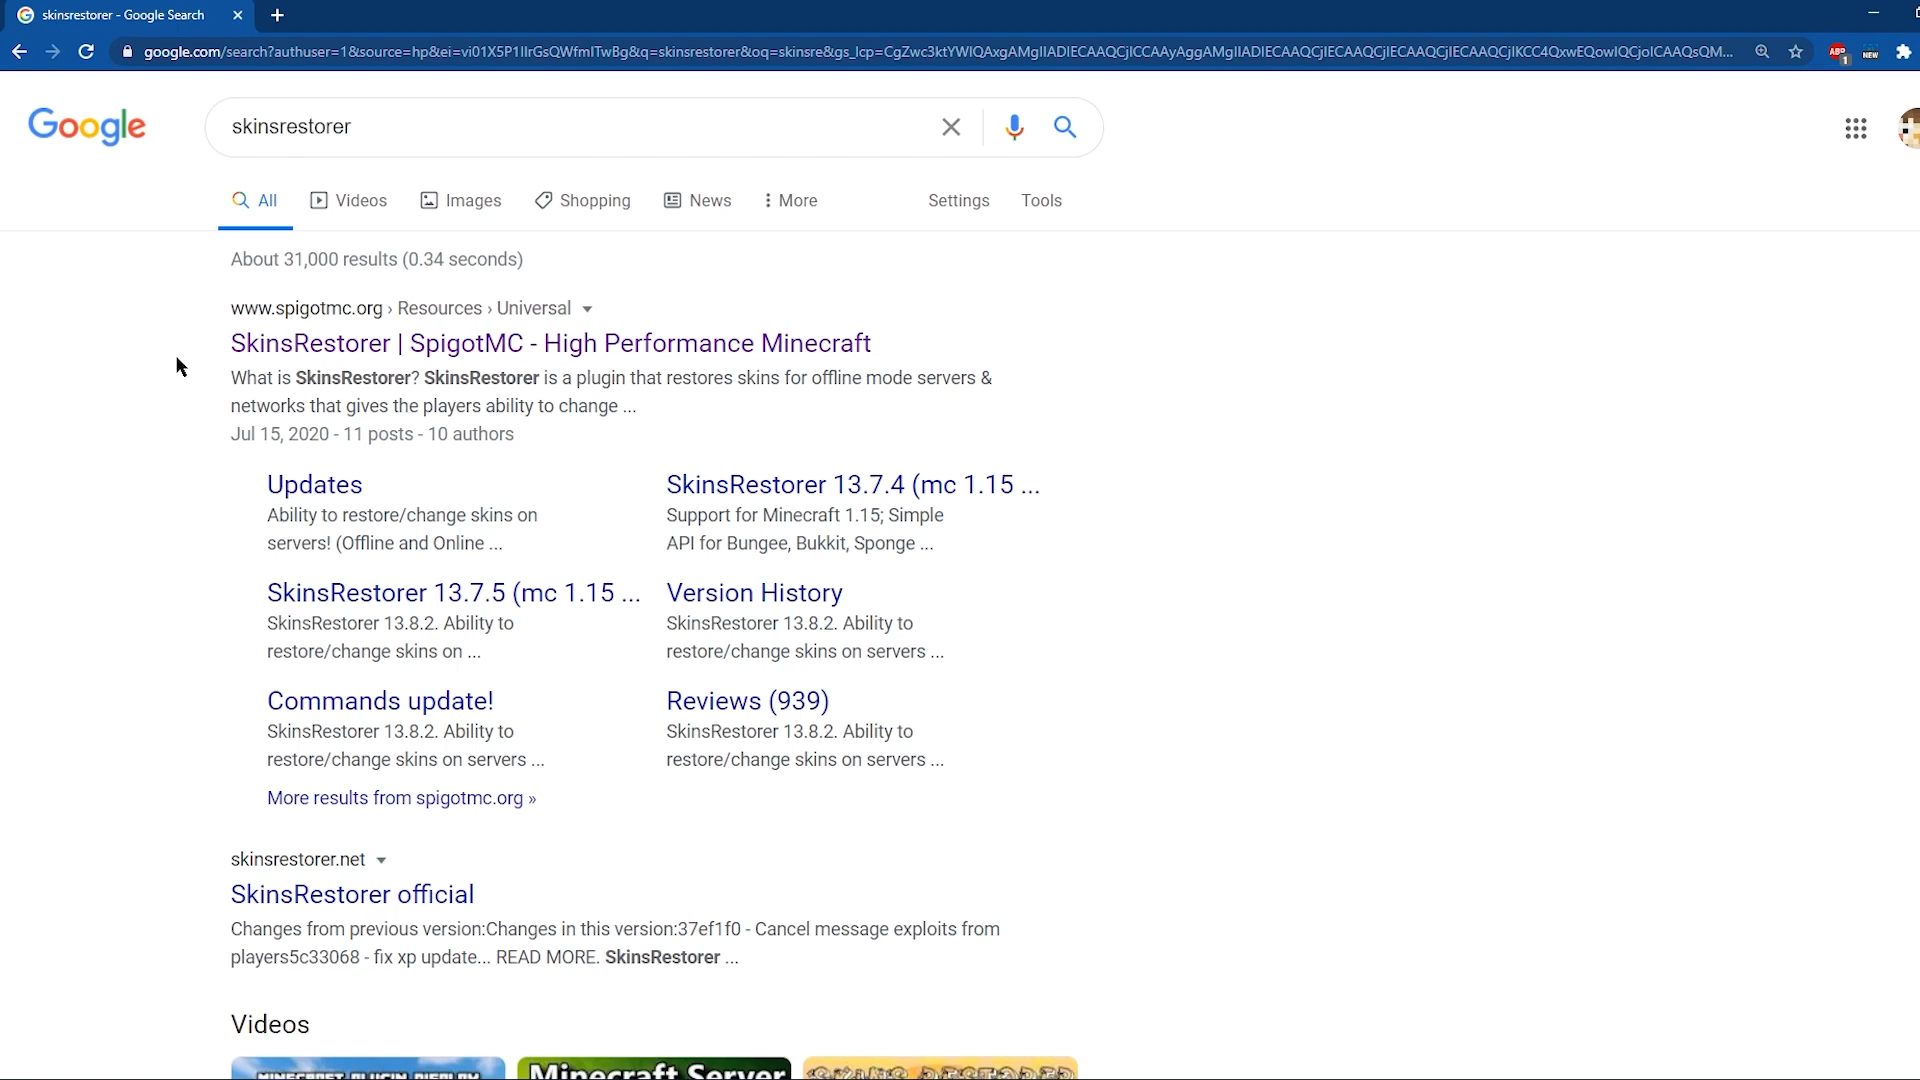 skinsrestorer - Google Search
google.com/search?authuser=1&source=hp&ei=vi01X5P1IIrGsQWfmITwBg&q=skinsrestorer&oq=skinsre&gs_lcp=
ABP
1
NEW
Google
skinsrestorer
All
Videos
Images
Shopping
News
More
Settings
Tools
About 31,000 results (0.34 seconds)
www.spigotmc.org › Resources › Universal
SkinsRestorer | SpigotMC - High Performance Minecraft
What is SkinsRestorer? SkinsRestorer is a plugin that restores skins for offline mode servers &
networks that gives the players ability to change ...
Jul 15, 2020 - 11 posts - 10 authors
Updates
Ability to restore/change skins on
servers! (Offline and Online ...
SkinsRestorer 13.7.4 (mc 1.15 ...
Support for Minecraft 1.15; Simple
API for Bungee, Bukkit, Sponge ...
SkinsRestorer 13.7.5 (mc 1.15 ...
SkinsRestorer 13.8.2. Ability to
restore/change skins on ...
Version History
SkinsRestorer 13.8.2. Ability to
restore/change skins on servers ...
Commands update!
SkinsRestorer 13.8.2. Ability to
restore/change skins on servers ...
Reviews (939)
SkinsRestorer 13.8.2. Ability to
restore/change skins on servers ...
More results from spigotmc.org »
skinsrestorer.net
SkinsRestorer official
Changes from previous version:Changes in this version:37ef1f0 - Cancel message exploits from
players5c33068 - fix xp update... READ MORE. SkinsRestorer ...
Videos
MINECRAFT PLUGIN DISPLAY
Minecraft Server
SKINS RESTORER